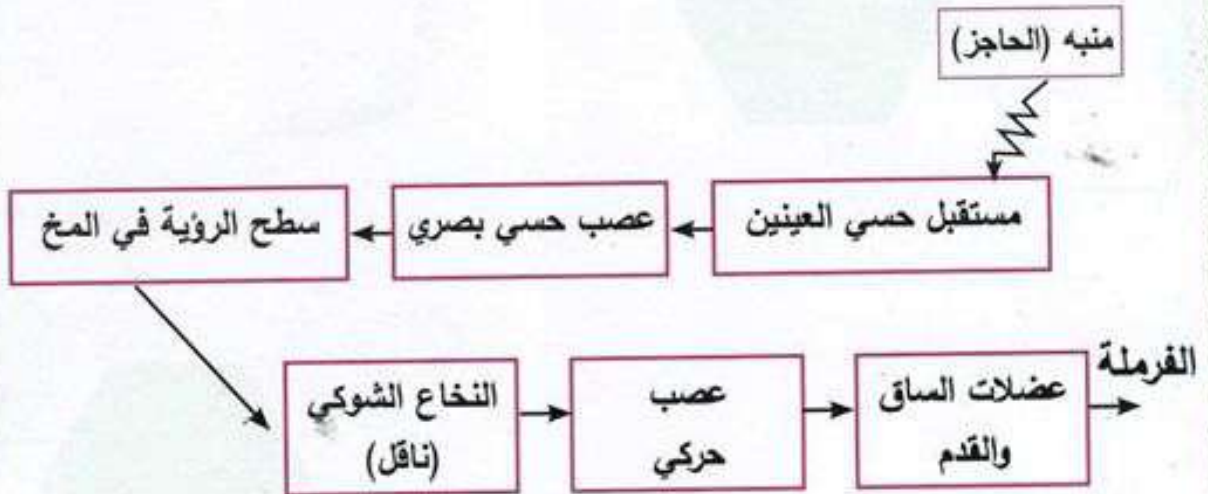 منبه (الحاجز)
مستقبل حسي العينين
عصب حسي بصري
سطح الرؤية في المخ
النخاع الشوكي
(ناقل)
عصب
حركي
عضلات الساق
والقدم
الفرملة